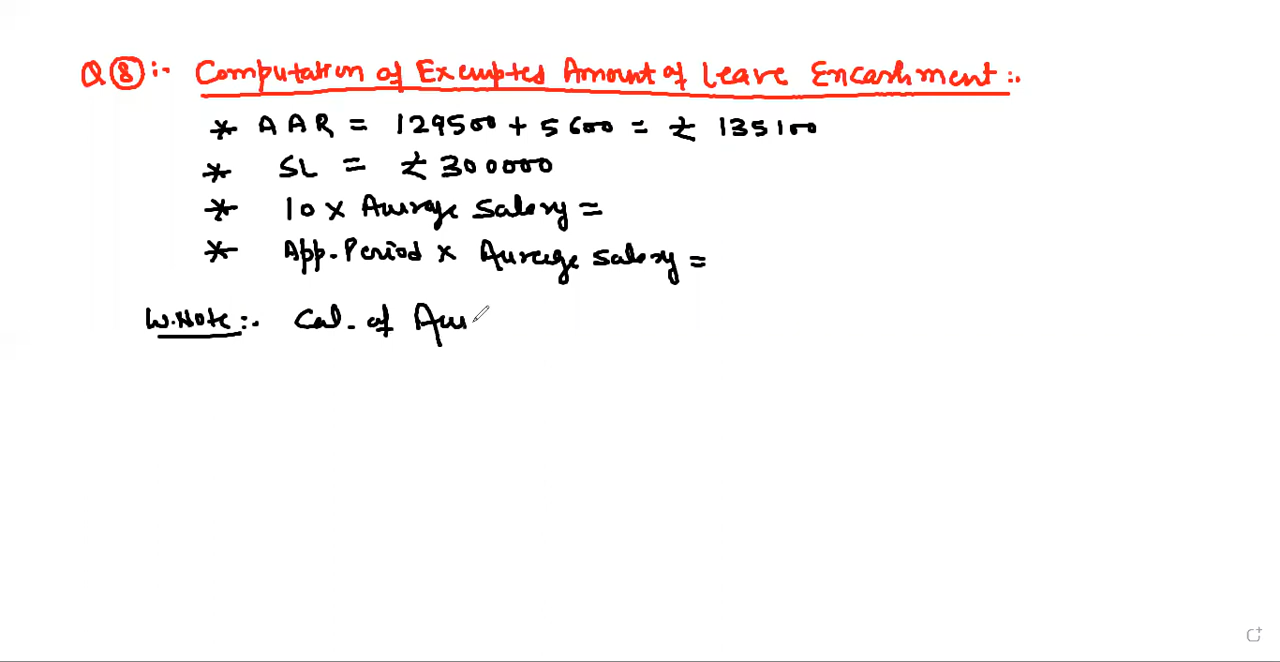 Q ⑧:- Computation of Exempted Amount of Leave Encashment:.
* AAR = 129500 + 5600 = ₹ 135100
* SL = ₹ 300000
* 10 x Average Salary =
* App. Period x Average Salary =
W.Note:. Cal. of Ave